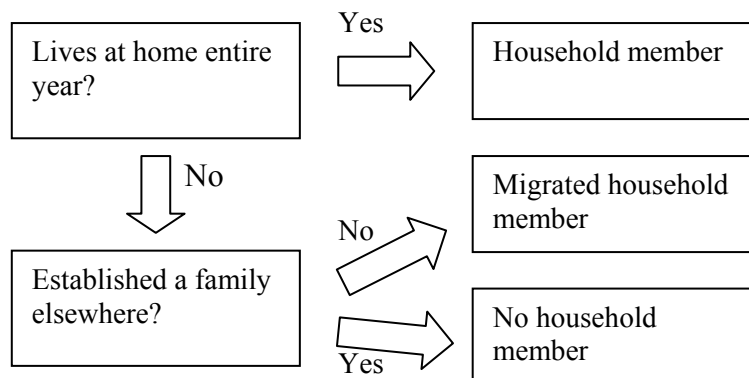 Lives at home entire
year?
Yes
Household member
No
Migrated household
member
No
Established a family
elsewhere?
No household
member
Yes